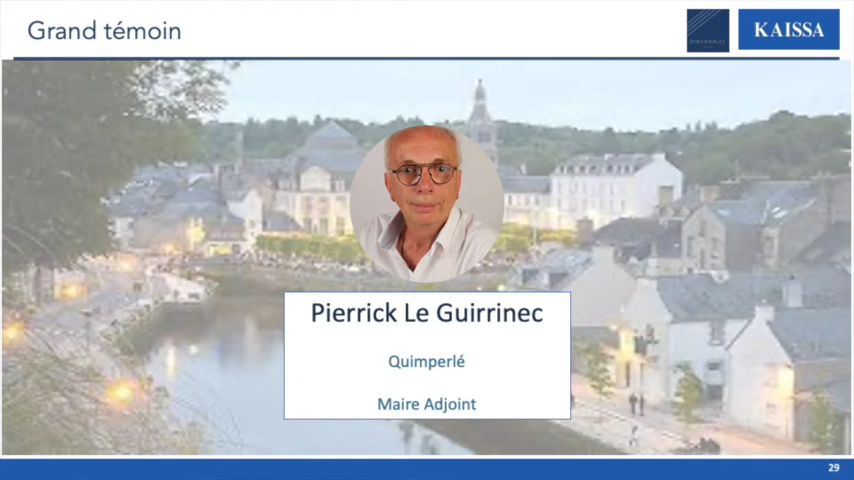 Grand témoin
KAISSA
Pierrick Le Guirrinec
Quimperlé
Maire Adjoint
29